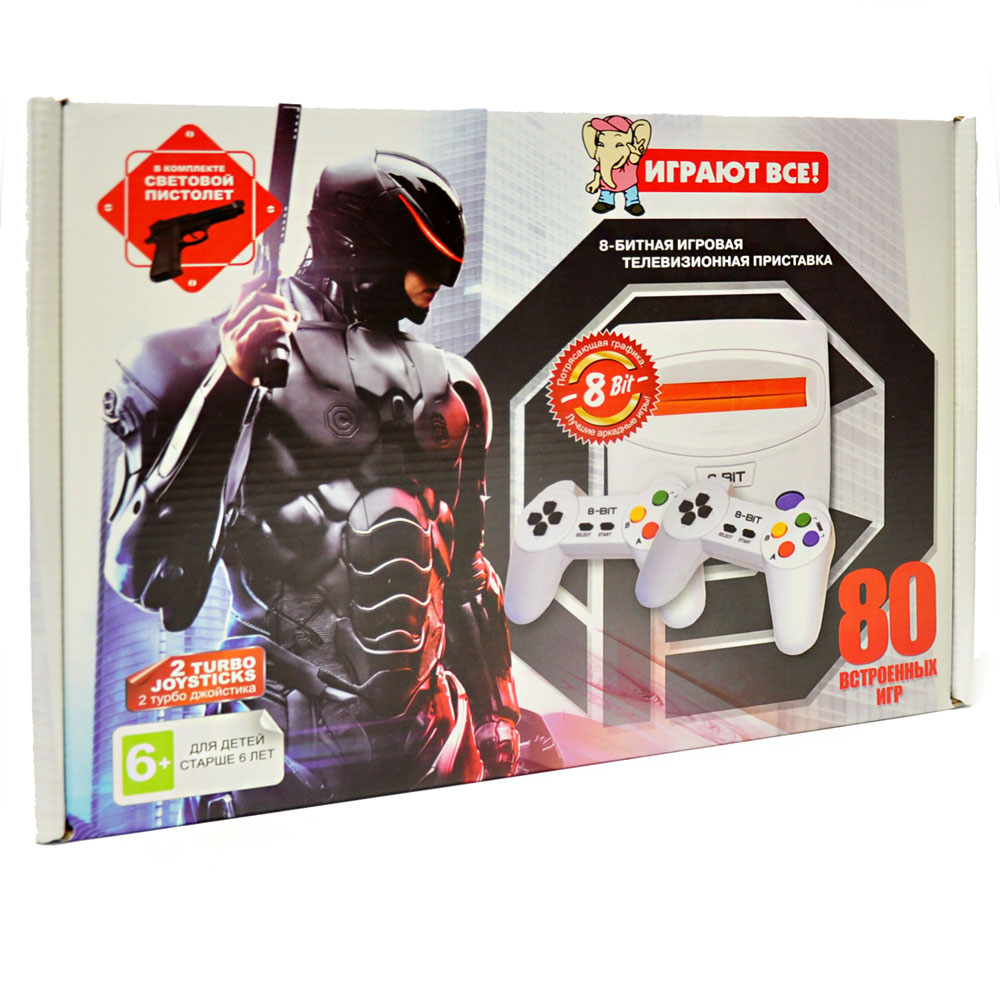 В КОМПЛЕКТЕ
СВЕТОВОЙ
ПИСТОЛЕТ
ИГРАЮТ ВСЕ!
8-БИТНАЯ ИГРОВАЯ
ТЕЛЕВИЗИОННАЯ ПРИСТАВКА
Потрясающая графика
8 Bit
Лучшие аркадные игры!
8-BIT
8-BIT
SELECT START
B
A
8-BIT
SELECT START
B
A
80
ВСТРОЕННЫХ
ИГР
2 TURBO
JOYSTICKS
2 турбо джойстика
6+
ДЛЯ ДЕТЕЙ
СТАРШЕ 6 ЛЕТ